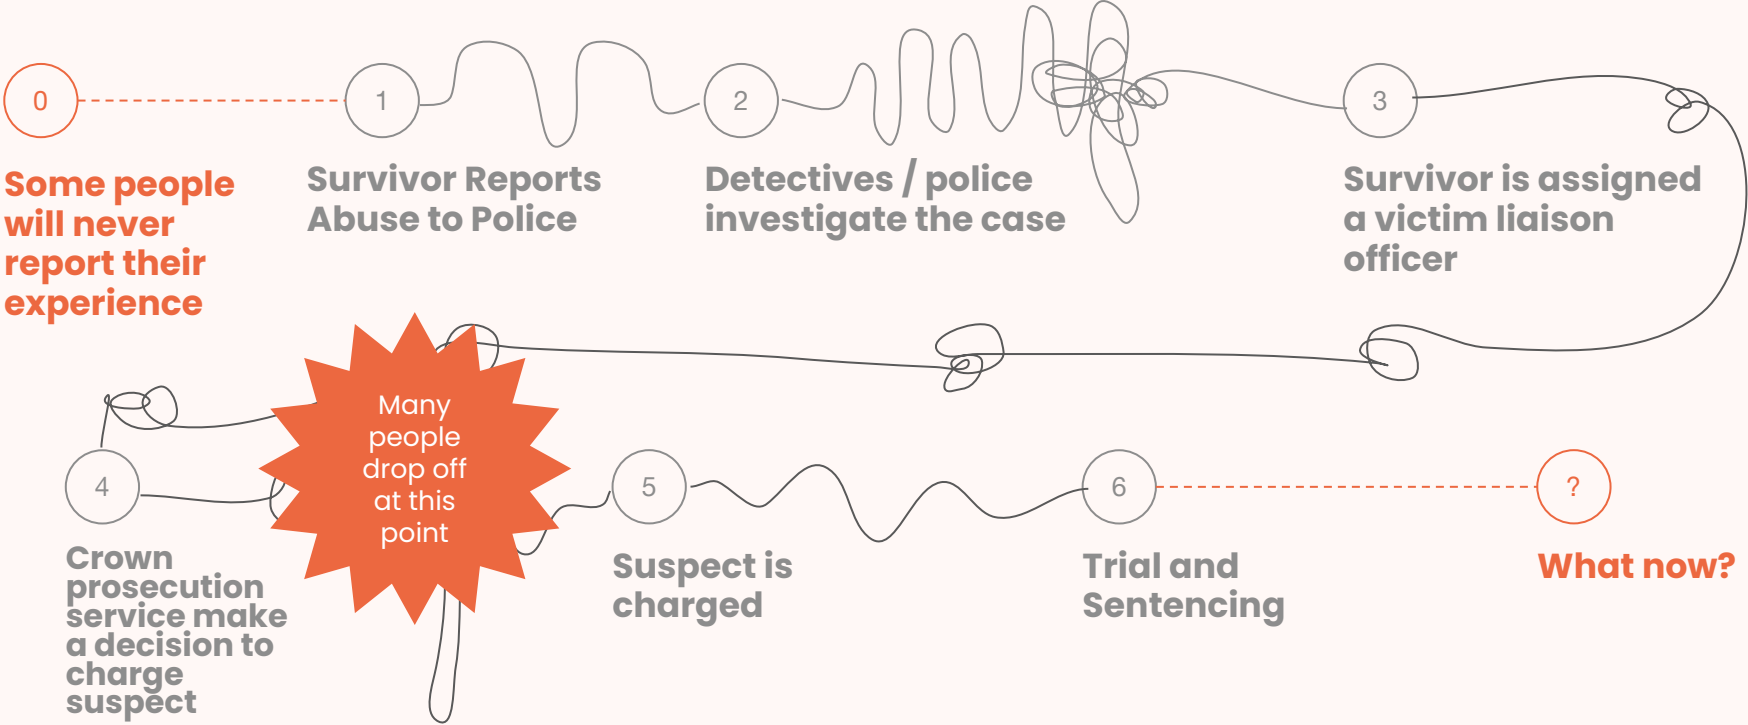 0
1
2
3
Some people
will never
report their
experience
Survivor Reports
Abuse to Police
Detectives / police
investigate the case
Survivor is assigned
a victim liaison
officer
Many
people
drop off
at this
point
4
5
6
?
Crown
prosecution
service make
a decision to
charge
suspect
Suspect is
charged
Trial and
Sentencing
What now?